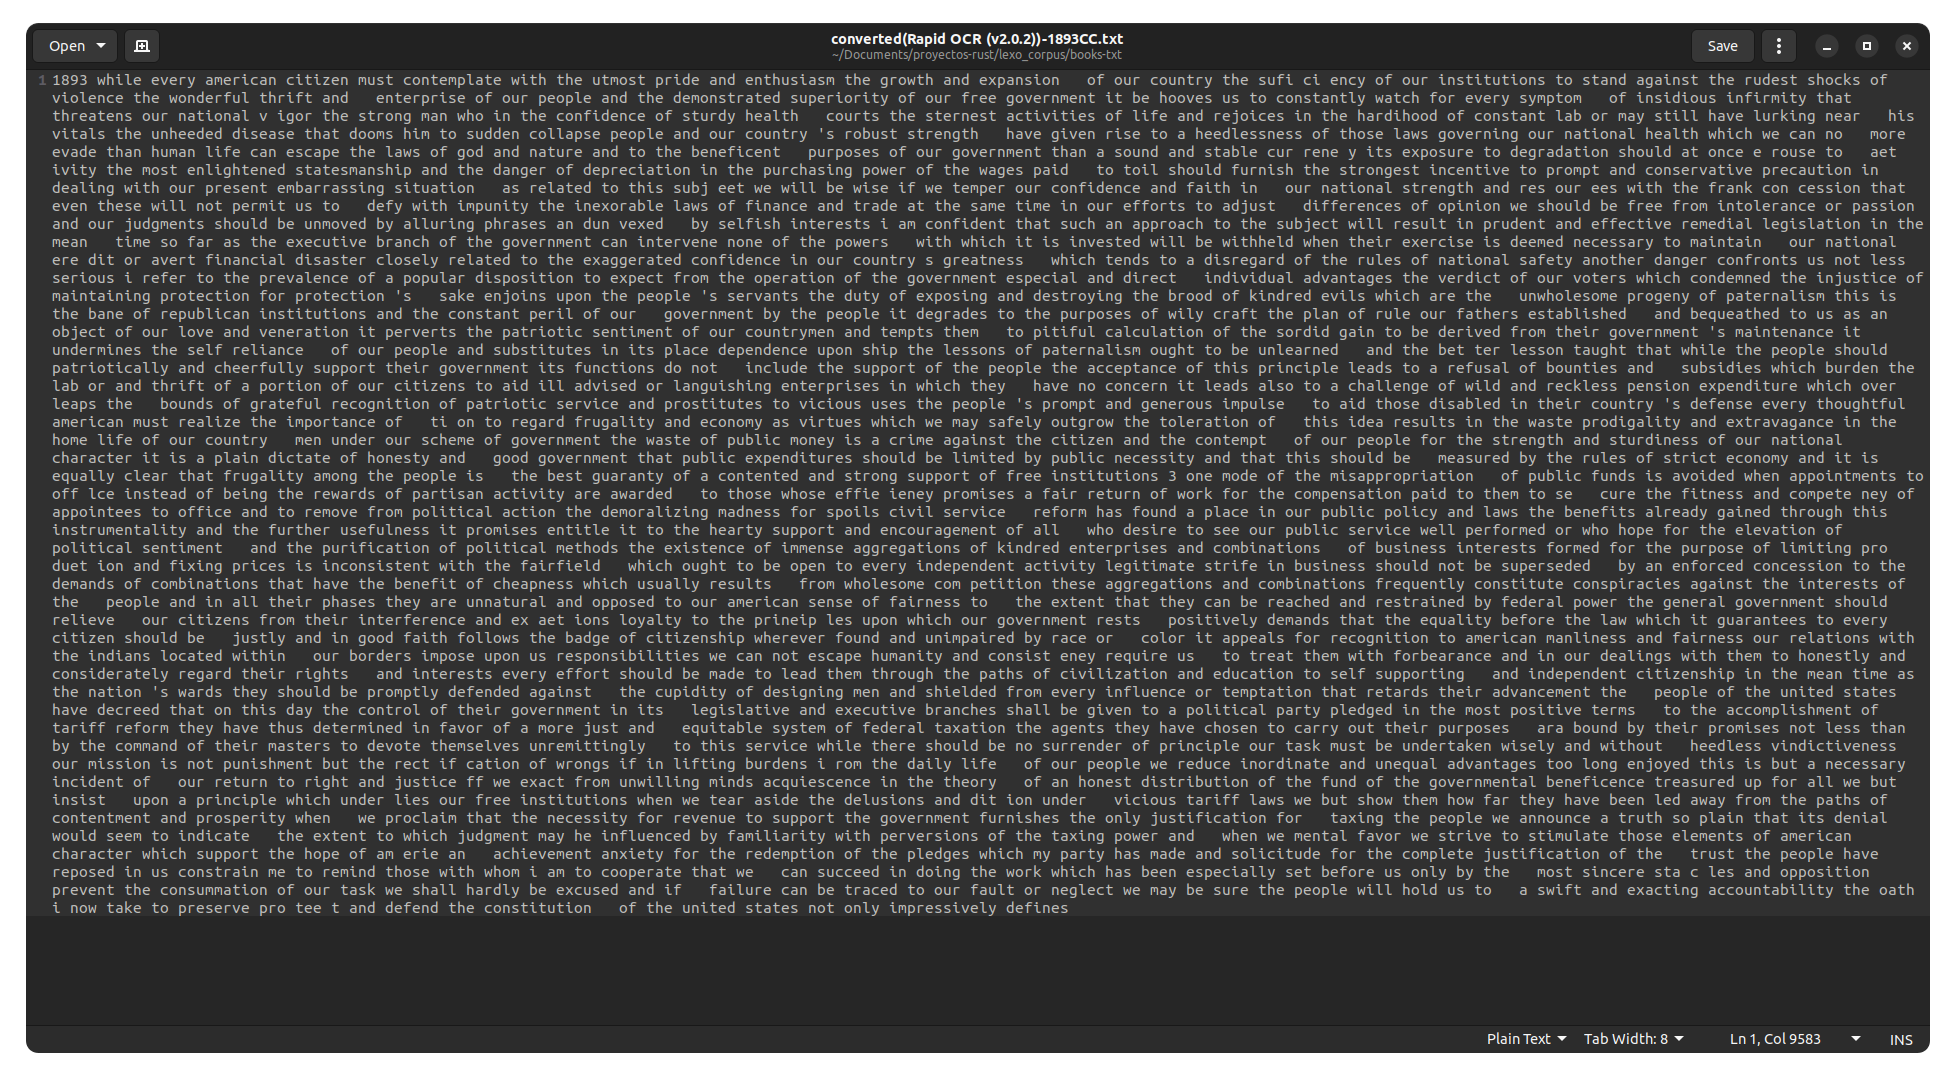 Open
converted(Rapid OCR (v2.0.2))-1893CC.txt
~/Documents/proyectos-rust/lexo_corpus/books-txt
Save
1 1893 while every american citizen must contemplate with the utmost pride and enthusiasm the growth and expansion   of our country the sufi ci ency of our institutions to stand against the rudest shocks of
violence the wonderful thrift and   enterprise of our people and the demonstrated superiority of our free government it be hooves us to constantly watch for every symptom   of insidious infirmity that
threatens our national v igor the strong man who in the confidence of sturdy health   courts the sternest activities of life and rejoices in the hardihood of constant lab or may still have lurking near   his
vitals the unheeded disease that dooms him to sudden collapse people and our country 's robust strength   have given rise to a heedlessness of those laws governing our national health which we can no   more
evade than human life can escape the laws of god and nature and to the beneficent   purposes of our government than a sound and stable cur rene y its exposure to degradation should at once e rouse to   aet
ivity the most enlightened statesmanship and the danger of depreciation in the purchasing power of the wages paid   to toil should furnish the strongest incentive to prompt and conservative precaution in
dealing with our present embarrassing situation   as related to this subj eet we will be wise if we temper our confidence and faith in   our national strength and res our ees with the frank con cession that
even these will not permit us to   defy with impunity the inexorable laws of finance and trade at the same time in our efforts to adjust   differences of opinion we should be free from intolerance or passion
and our judgments should be unmoved by alluring phrases an dun vexed   by selfish interests i am confident that such an approach to the subject will result in prudent and effective remedial legislation in the
mean   time so far as the executive branch of the government can intervene none of the powers   with which it is invested will be withheld when their exercise is deemed necessary to maintain   our national
ere dit or avert financial disaster closely related to the exaggerated confidence in our country s greatness   which tends to a disregard of the rules of national safety another danger confronts us not less
serious i refer to the prevalence of a popular disposition to expect from the operation of the government especial and direct   individual advantages the verdict of our voters which condemned the injustice of
maintaining protection for protection 's   sake enjoins upon the people 's servants the duty of exposing and destroying the brood of kindred evils which are the   unwholesome progeny of paternalism this is
the bane of republican institutions and the constant peril of our   government by the people it degrades to the purposes of wily craft the plan of rule our fathers established   and bequeathed to us as an
object of our love and veneration it perverts the patriotic sentiment of our countrymen and tempts them   to pitiful calculation of the sordid gain to be derived from their government 's maintenance it
undermines the self reliance   of our people and substitutes in its place dependence upon ship the lessons of paternalism ought to be unlearned   and the bet ter lesson taught that while the people should
patriotically and cheerfully support their government its functions do not   include the support of the people the acceptance of this principle leads to a refusal of bounties and   subsidies which burden the
lab or and thrift of a portion of our citizens to aid ill advised or languishing enterprises in which they   have no concern it leads also to a challenge of wild and reckless pension expenditure which over
leaps the   bounds of grateful recognition of patriotic service and prostitutes to vicious uses the people 's prompt and generous impulse   to aid those disabled in their country 's defense every thoughtful
american must realize the importance of   ti on to regard frugality and economy as virtues which we may safely outgrow the toleration of   this idea results in the waste prodigality and extravagance in the
home life of our country   men under our scheme of government the waste of public money is a crime against the citizen and the contempt   of our people for the strength and sturdiness of our national
character it is a plain dictate of honesty and   good government that public expenditures should be limited by public necessity and that this should be   measured by the rules of strict economy and it is
equally clear that frugality among the people is   the best guaranty of a contented and strong support of free institutions 3 one mode of the misappropriation   of public funds is avoided when appointments to
off lce instead of being the rewards of partisan activity are awarded   to those whose effie ieney promises a fair return of work for the compensation paid to them to se   cure the fitness and compete ney of
appointees to office and to remove from political action the demoralizing madness for spoils civil service   reform has found a place in our public policy and laws the benefits already gained through this
instrumentality and the further usefulness it promises entitle it to the hearty support and encouragement of all   who desire to see our public service well performed or who hope for the elevation of
political sentiment   and the purification of political methods the existence of immense aggregations of kindred enterprises and combinations   of business interests formed for the purpose of limiting pro
duet ion and fixing prices is inconsistent with the fairfield   which ought to be open to every independent activity legitimate strife in business should not be superseded   by an enforced concession to the
demands of combinations that have the benefit of cheapness which usually results   from wholesome com petition these aggregations and combinations frequently constitute conspiracies against the interests of
the   people and in all their phases they are unnatural and opposed to our american sense of fairness to   the extent that they can be reached and restrained by federal power the general government should
relieve   our citizens from their interference and ex aet ions loyalty to the prineip les upon which our government rests   positively demands that the equality before the law which it guarantees to every
citizen should be   justly and in good faith follows the badge of citizenship wherever found and unimpaired by race or   color it appeals for recognition to american manliness and fairness our relations with
the indians located within   our borders impose upon us responsibilities we can not escape humanity and consist eney require us   to treat them with forbearance and in our dealings with them to honestly and
considerately regard their rights   and interests every effort should be made to lead them through the paths of civilization and education to self supporting   and independent citizenship in the mean time as
the nation 's wards they should be promptly defended against   the cupidity of designing men and shielded from every influence or temptation that retards their advancement the   people of the united states
have decreed that on this day the control of their government in its   legislative and executive branches shall be given to a political party pledged in the most positive terms   to the accomplishment of
tariff reform they have thus determined in favor of a more just and   equitable system of federal taxation the agents they have chosen to carry out their purposes   ara bound by their promises not less than
by the command of their masters to devote themselves unremittingly   to this service while there should be no surrender of principle our task must be undertaken wisely and without   heedless vindictiveness
our mission is not punishment but the rect if cation of wrongs if in lifting burdens i rom the daily life   of our people we reduce inordinate and unequal advantages too long enjoyed this is but a necessary
incident of   our return to right and justice ff we exact from unwilling minds acquiescence in the theory   of an honest distribution of the fund of the governmental beneficence treasured up for all we but
insist   upon a principle which under lies our free institutions when we tear aside the delusions and dit ion under   vicious tariff laws we but show them how far they have been led away from the paths of
contentment and prosperity when   we proclaim that the necessity for revenue to support the government furnishes the only justification for   taxing the people we announce a truth so plain that its denial
would seem to indicate   the extent to which judgment may he influenced by familiarity with perversions of the taxing power and   when we mental favor we strive to stimulate those elements of american
character which support the hope of am erie an   achievement anxiety for the redemption of the pledges which my party has made and solicitude for the complete justification of the   trust the people have
reposed in us constrain me to remind those with whom i am to cooperate that we   can succeed in doing the work which has been especially set before us only by the   most sincere sta c les and opposition
prevent the consummation of our task we shall hardly be excused and if   failure can be traced to our fault or neglect we may be sure the people will hold us to   a swift and exacting accountability the oath
i now take to preserve pro tee t and defend the constitution   of the united states not only impressively defines
Plain Text
Tab Width: 8
Ln 1, Col 9583
INS